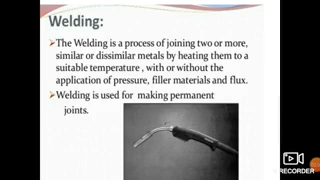 Welding:
➢The Welding is a process of joining two or more,
similar or dissimilar metals by heating them to a
suitable temperature , with or without the
application of pressure, filler materials and flux.
➢Welding is used for making permanent
joints.
RECORDER